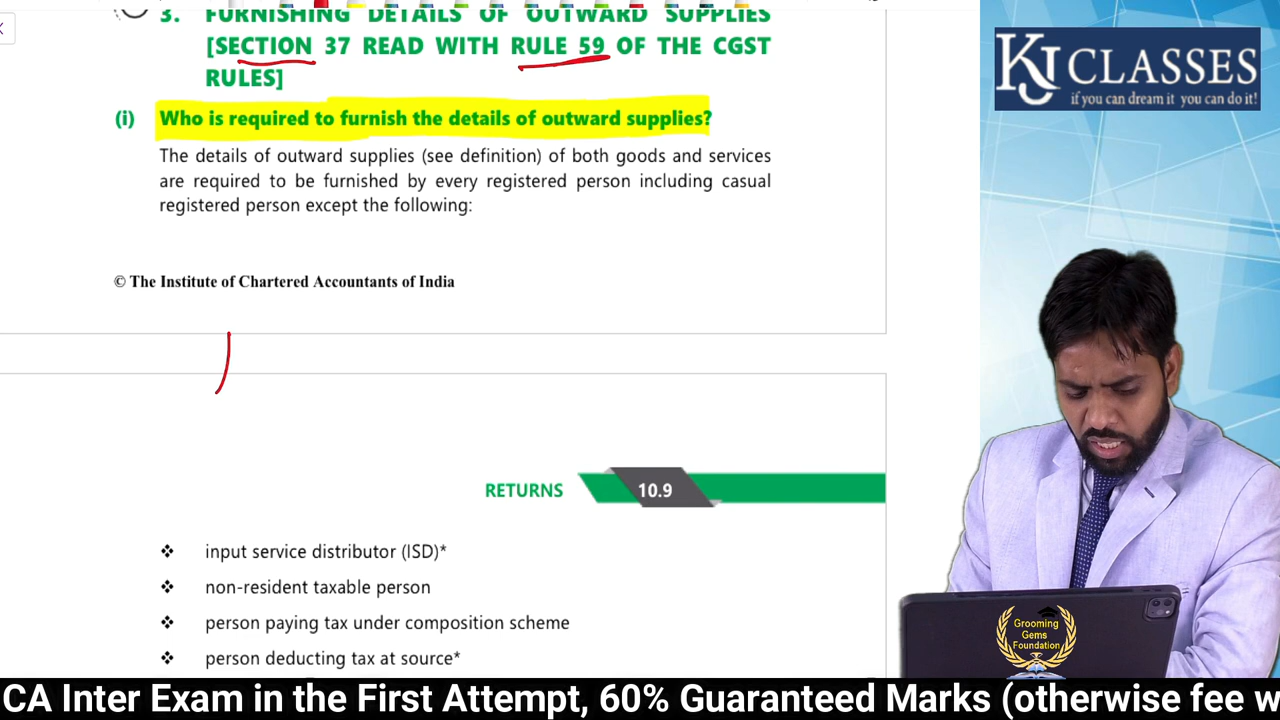 3. FURNISHING DETAILS OF OUTWARD SUPPLIES
[SECTION 37 READ WITH RULE 59 OF THE CGST
RULES]
(i) Who is required to furnish the details of outward supplies?
The details of outward supplies (see definition) of both goods and services
are required to be furnished by every registered person including casual
registered person except the following:
© The Institute of Chartered Accountants of India
RETURNS 10.9
❖ input service distributor (ISD)*
❖ non-resident taxable person
❖ person paying tax under composition scheme
❖ person deducting tax at source*
KJ CLASSES
if you can dream it you can do it!
Grooming
Gems
Foundation
CA Inter Exam in the First Attempt, 60% Guaranteed Marks (otherwise fee w